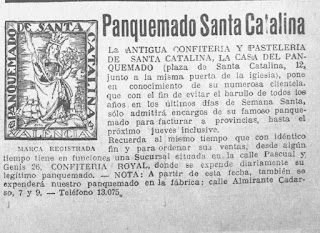 Panquemado Santa Catalina
PANQUEMADO DE SANTA CATALINA
VALENCIA
MARCA REGISTRADA
La ANTIGUA CONFITERIA Y PASTELERIA
DE SANTA CATALINA, LA CASA DEL PAN-
QUEMADO (plaza de Santa Catalina, 12,
junto a la misma puerta de la iglesia), pone
en conocimiento de su numerosa clientela,
que con el fin de evitar el barullo de todos los
años en los últimos días de Semana Santa,
sólo admitirá encargos de su famoso panque-
mado para facturar a provincias, hasta el
próximo jueves inclusive.
Recuerda al mismo tiempo que con idéntico
fin y para ordenar sus ventas, desde algún
tiempo tiene en funciones una Sucursal situada en la calle Pascual y
Genis 26, CONFITERIA ROYAL, donde se expende diariamente su
legítimo panquemado. — NOTA: A partir de esta fecha, también se
expenderá nuestro panquemado en la fábrica: calle Almirante Cadar-
so, 7 y 9. — Teléfono 13.075.